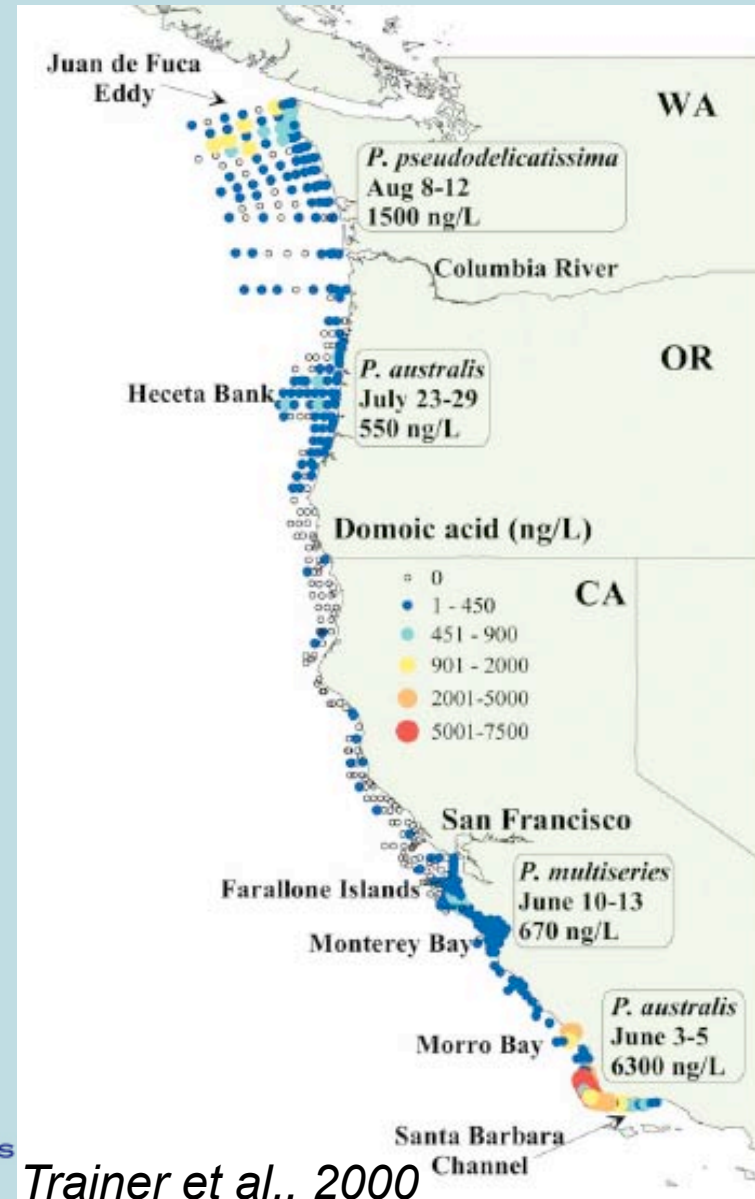 Juan de Fuca
Eddy
WA
P. pseudodelicatissima
Aug 8-12
1500 ng/L
Columbia River
OR
P. australis
July 23-29
550 ng/L
Heceta Bank
Domoic acid (ng/L)
0
1 - 450
451 - 900
901 - 2000
2001-5000
5001-7500
CA
San Francisco
P. multiseries
June 10-13
670 ng/L
Farallone Islands
Monterey Bay
P. australis
June 3-5
6300 ng/L
Morro Bay
Santa Barbara
Channel
s
Trainer et al., 2000